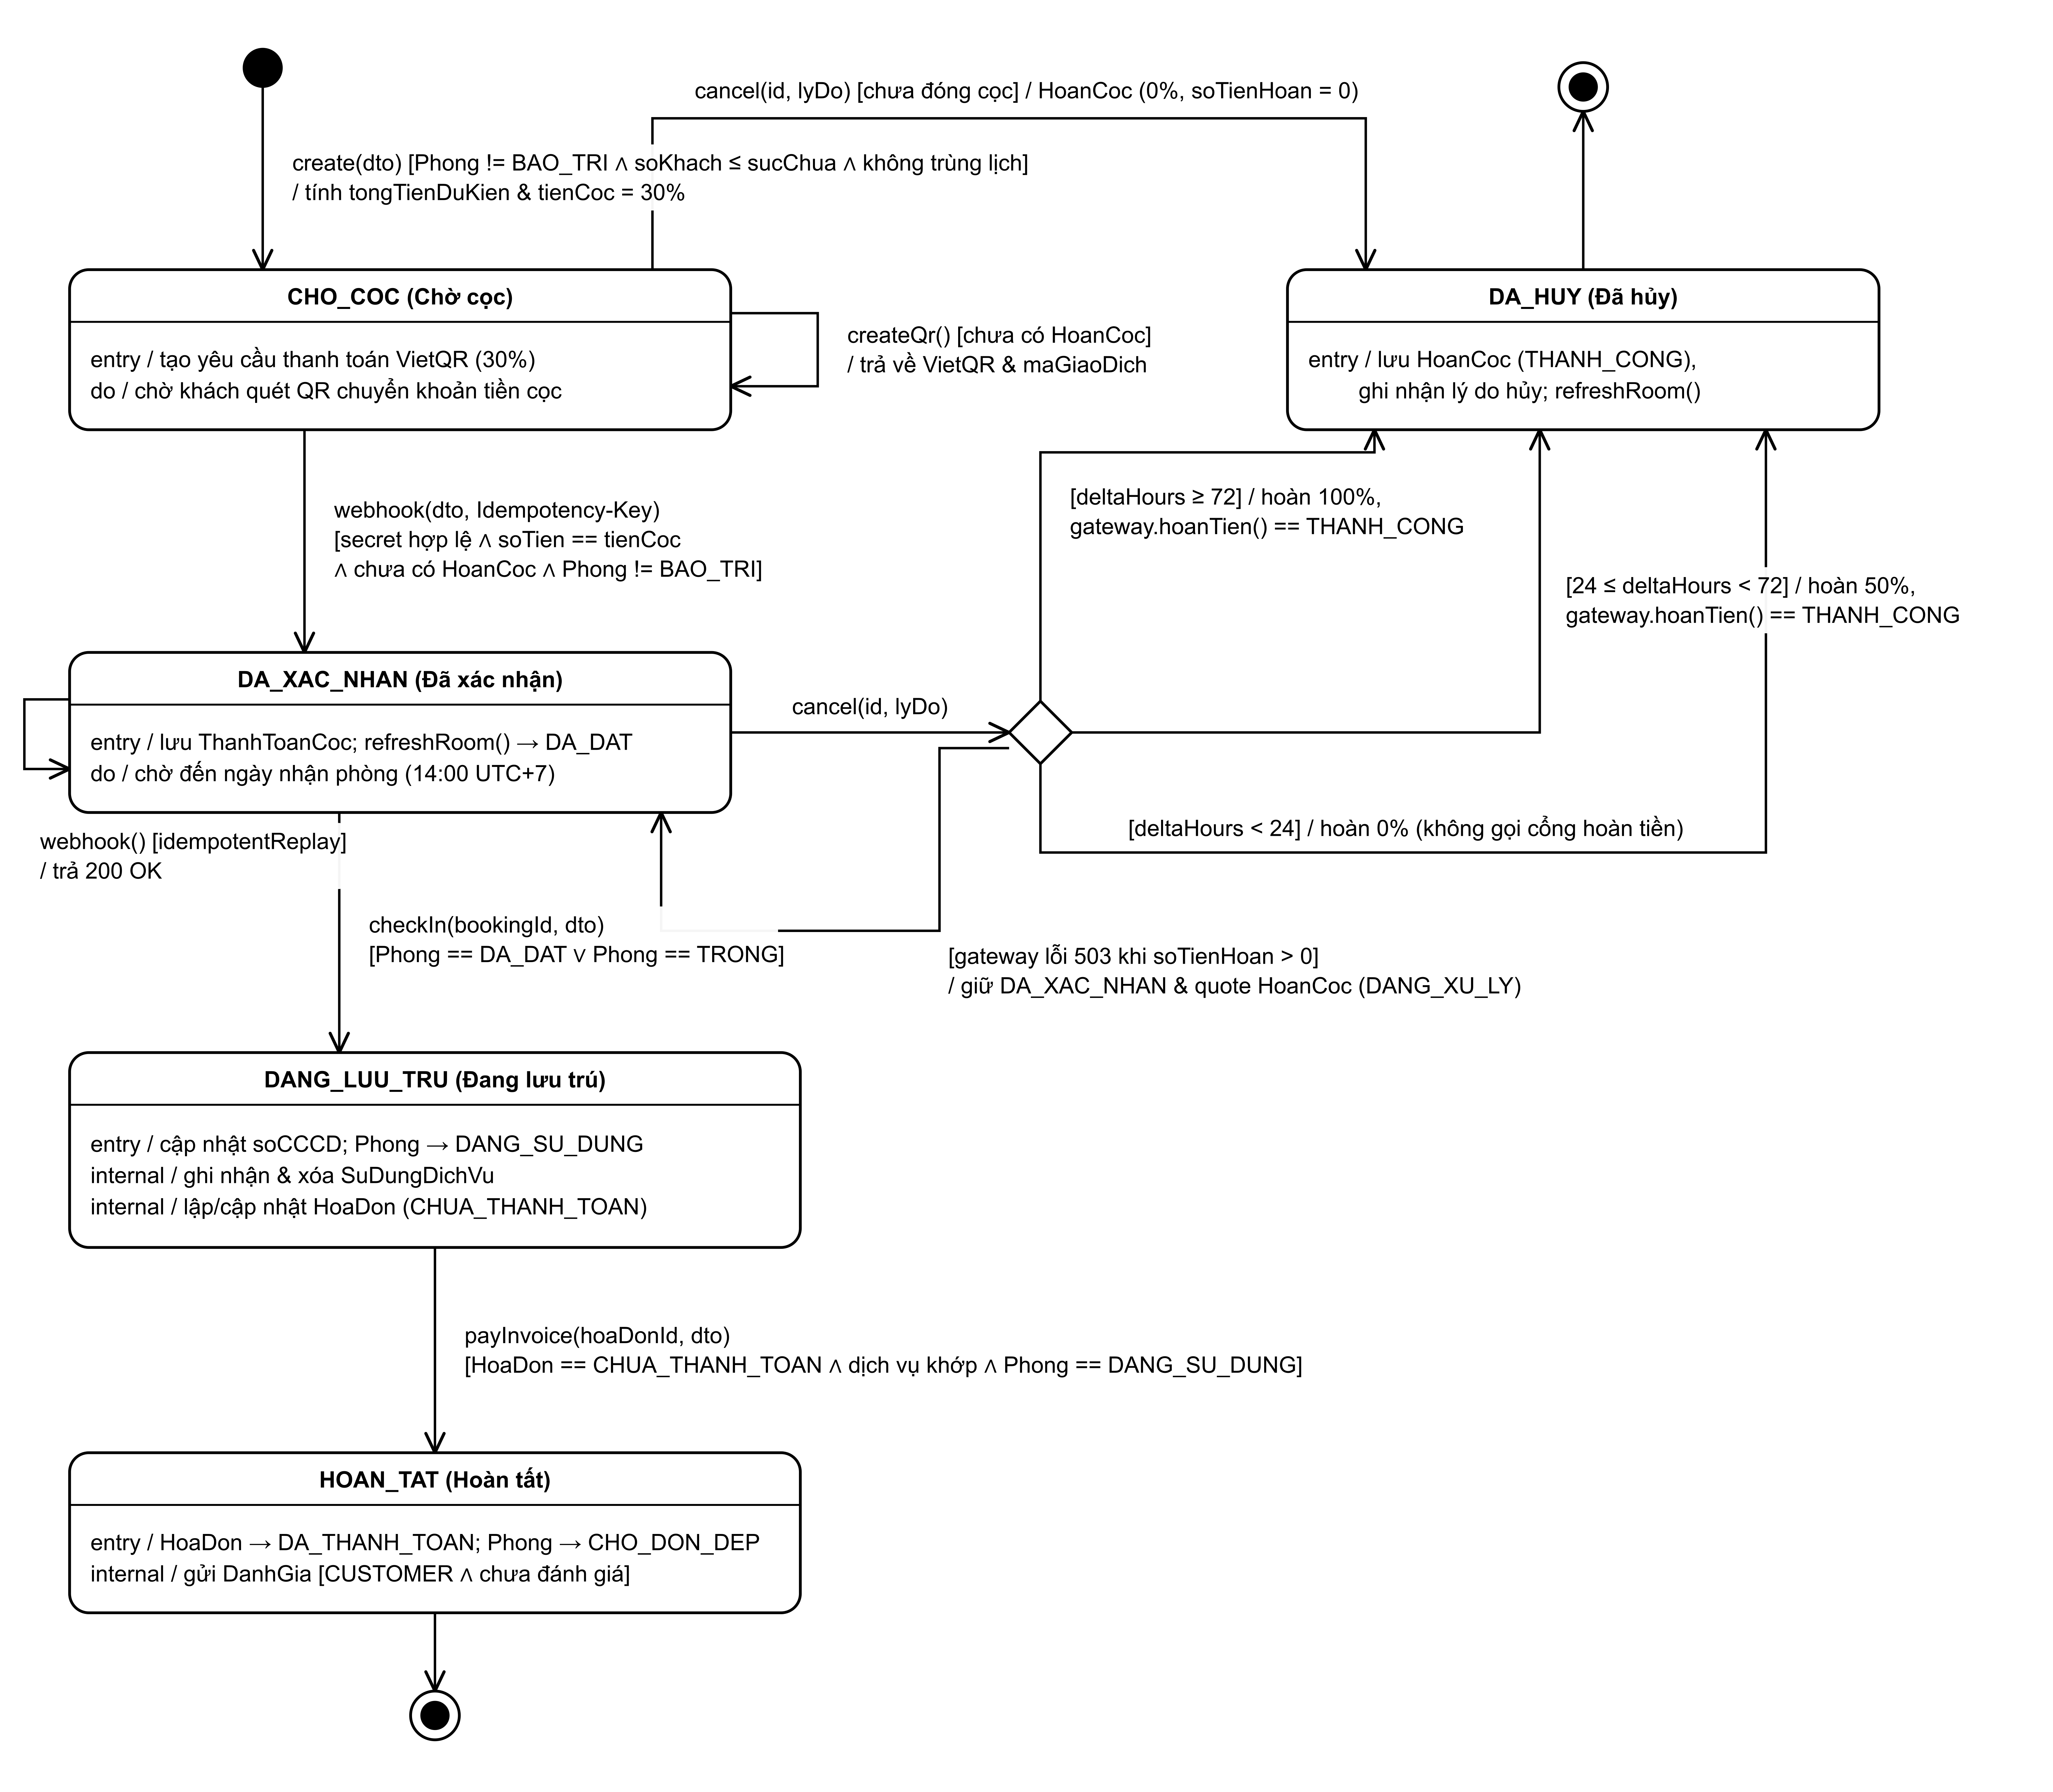 cancel(id, lyDo) [chưa đóng cọc] / HoanCoc (0%, soTienHoan = 0)
create(dto) [Phong != BAO_TRI ∧ soKhach ≤ sucChua ∧ không trùng lịch]
/ tính tongTienDuKien & tienCoc = 30%
CHO_COC (Chờ cọc)
entry / tạo yêu cầu thanh toán VietQR (30%)
do / chờ khách quét QR chuyển khoản tiền cọc
createQr() [chưa có HoanCoc]
/ trả về VietQR & maGiaoDich
DA_HUY (Đã hủy)
entry / lưu HoanCoc (THANH_CONG),
ghi nhận lý do hủy; refreshRoom()
webhook(dto, Idempotency-Key)
[secret hợp lệ ∧ soTien == tienCoc
∧ chưa có HoanCoc ∧ Phong != BAO_TRI]
[deltaHours ≥ 72] / hoàn 100%,
gateway.hoanTien() == THANH_CONG
[24 ≤ deltaHours < 72] / hoàn 50%,
gateway.hoanTien() == THANH_CONG
DA_XAC_NHAN (Đã xác nhận)
entry / lưu ThanhToanCoc; refreshRoom() → DA_DAT
do / chờ đến ngày nhận phòng (14:00 UTC+7)
cancel(id, lyDo)
[deltaHours < 24] / hoàn 0% (không gọi cổng hoàn tiền)
webhook() [idempotentReplay]
/ trả 200 OK
checkIn(bookingId, dto)
[Phong == DA_DAT ∨ Phong == TRONG]
[gateway lỗi 503 khi soTienHoan > 0]
/ giữ DA_XAC_NHAN & quote HoanCoc (DANG_XU_LY)
DANG_LUU_TRU (Đang lưu trú)
entry / cập nhật soCCCD; Phong → DANG_SU_DUNG
internal / ghi nhận & xóa SuDungDichVu
internal / lập/cập nhật HoaDon (CHUA_THANH_TOAN)
payInvoice(hoaDonId, dto)
[HoaDon == CHUA_THANH_TOAN ∧ dịch vụ khớp ∧ Phong == DANG_SU_DUNG]
HOAN_TAT (Hoàn tất)
entry / HoaDon → DA_THANH_TOAN; Phong → CHO_DON_DEP
internal / gửi DanhGia [CUSTOMER ∧ chưa đánh giá]